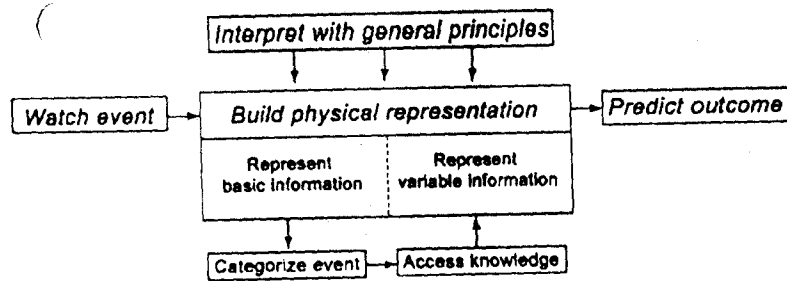 Interpret with general principles
Watch event
Build physical representation
Predict outcome
Represent
basic information
Represent
variable information
Categorize event
Access knowledge